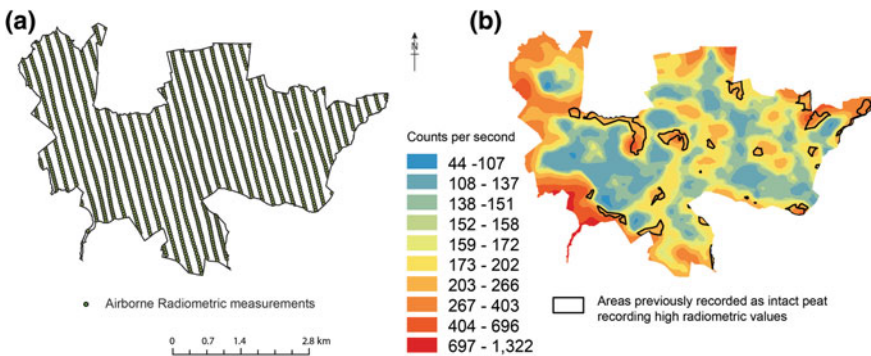 (a)
N
(b)
Counts per second
44 -107
108 - 137
138 - 151
152 - 158
159 - 172
173 - 202
203 - 266
267 - 403
404 - 696
697 - 1,322
Airborne Radiometric measurements
0 0.7 1.4 2.8 km
Areas previously recorded as intact peat
recording high radiometric values